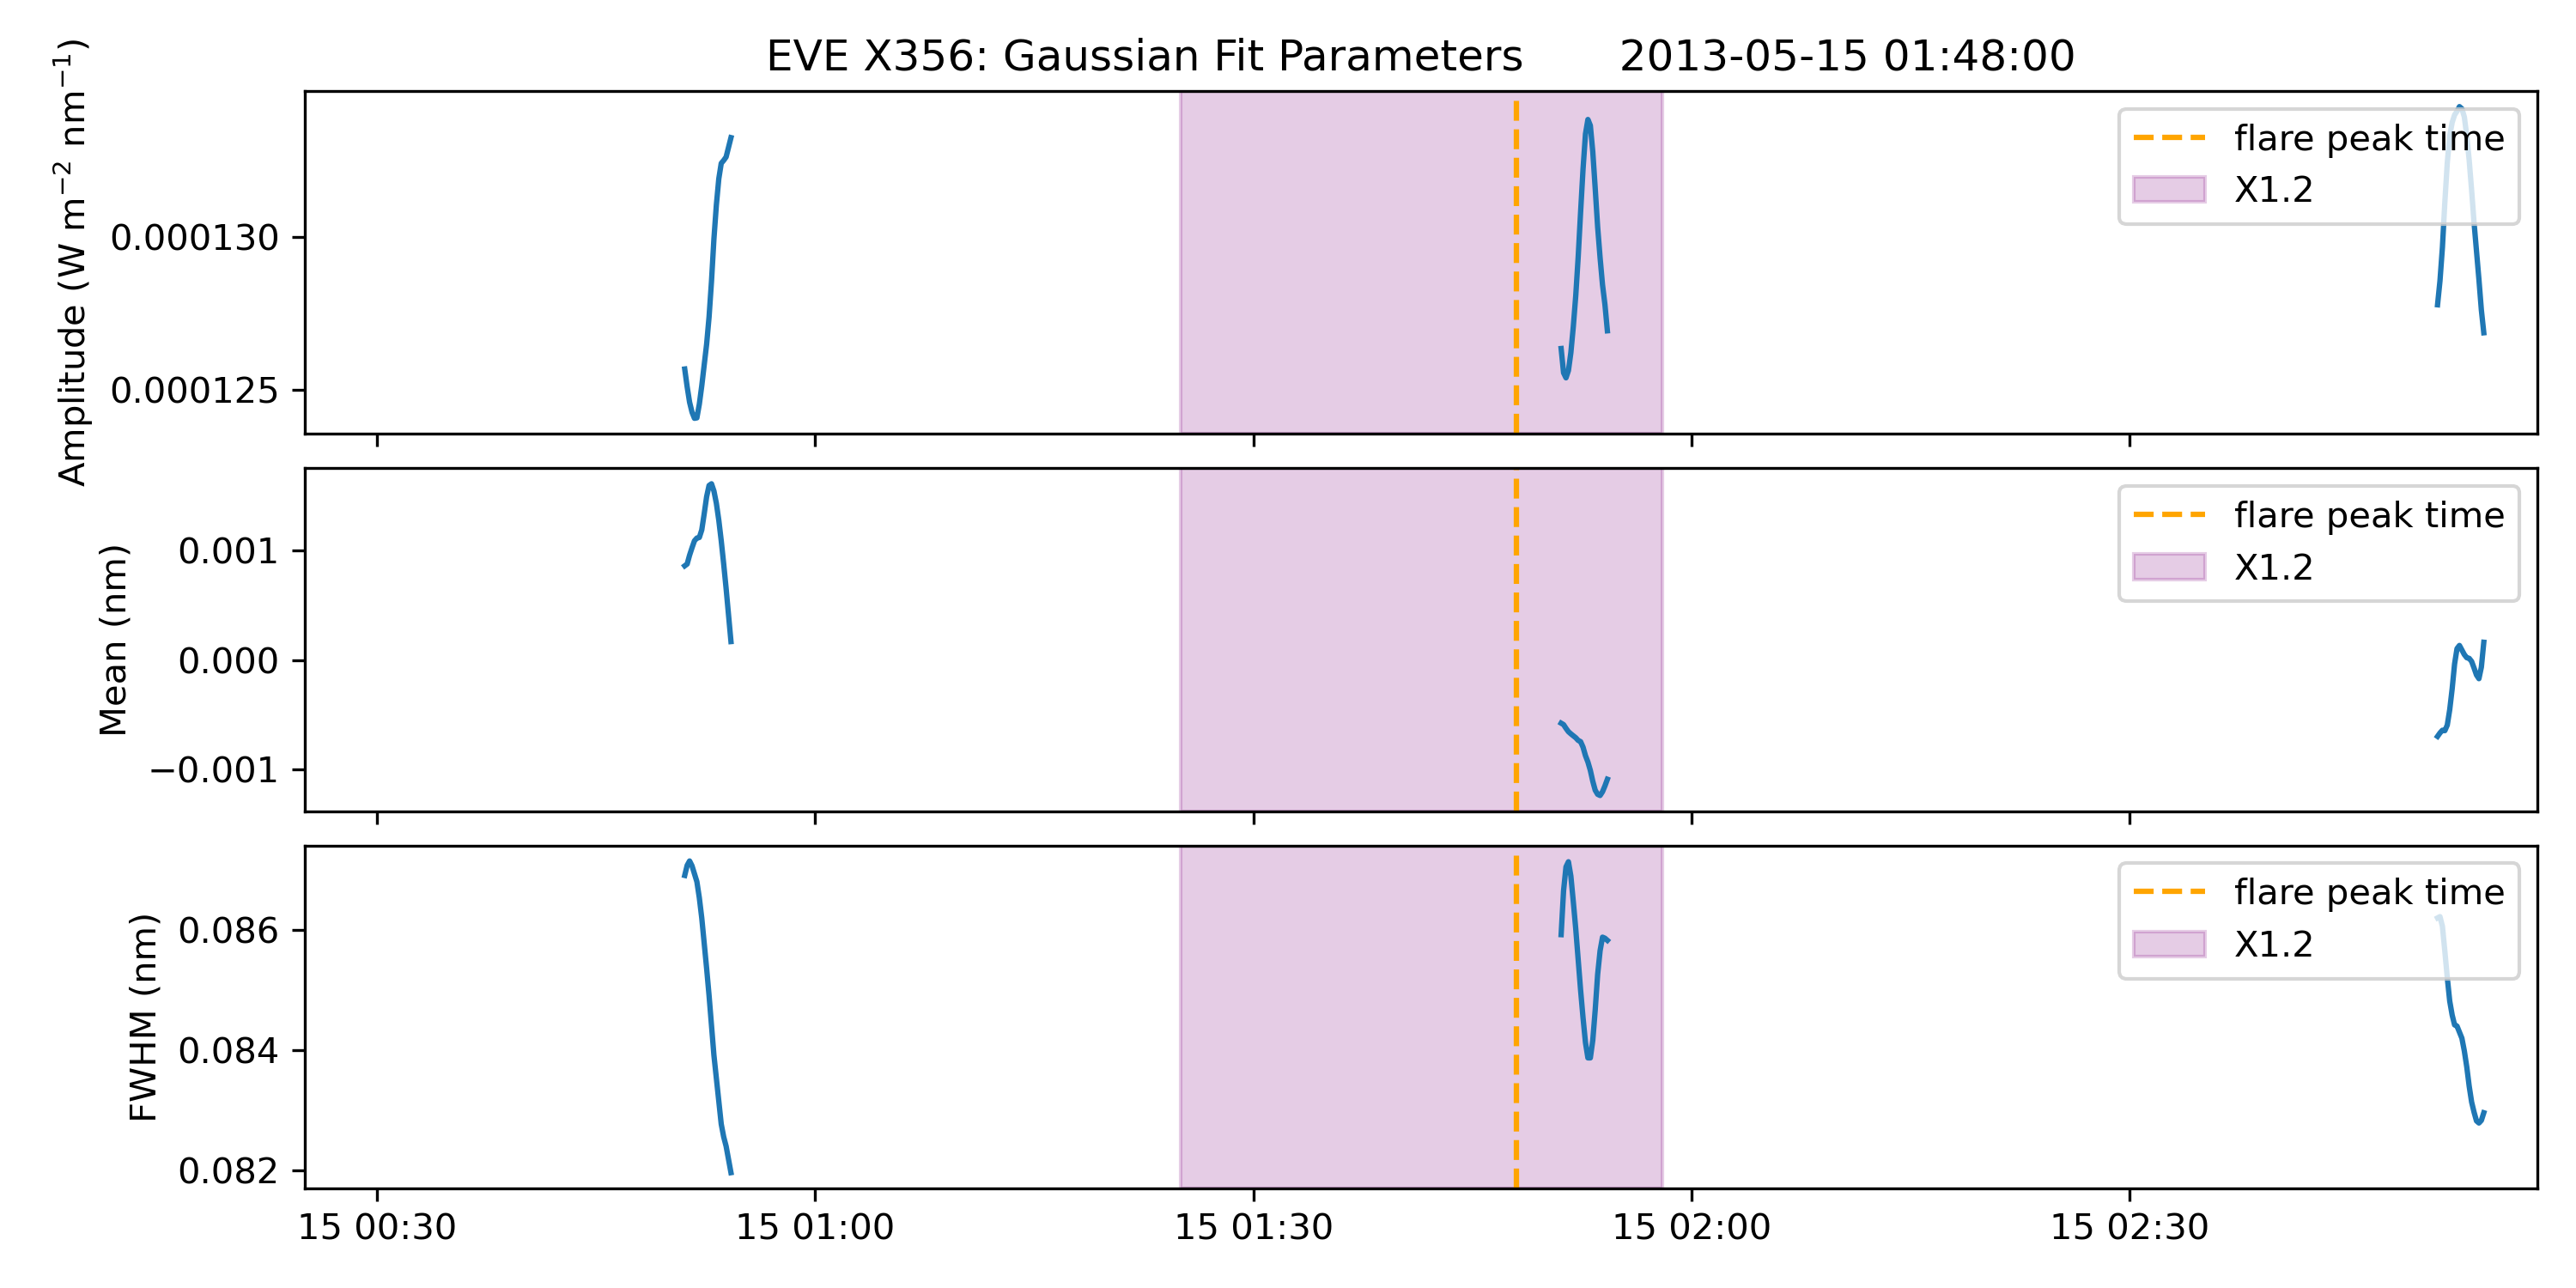 EVE X356: Gaussian Fit Parameters 2013-05-15 01:48:00
Amplitude (W m⁻² nm⁻¹)
0.000130
0.000125
flare peak time
X1.2
Mean (nm)
0.001
0.000
−0.001
flare peak time
X1.2
FWHM (nm)
0.086
0.084
0.082
flare peak time
X1.2
15 00:30 15 01:00 15 01:30 15 02:00 15 02:30